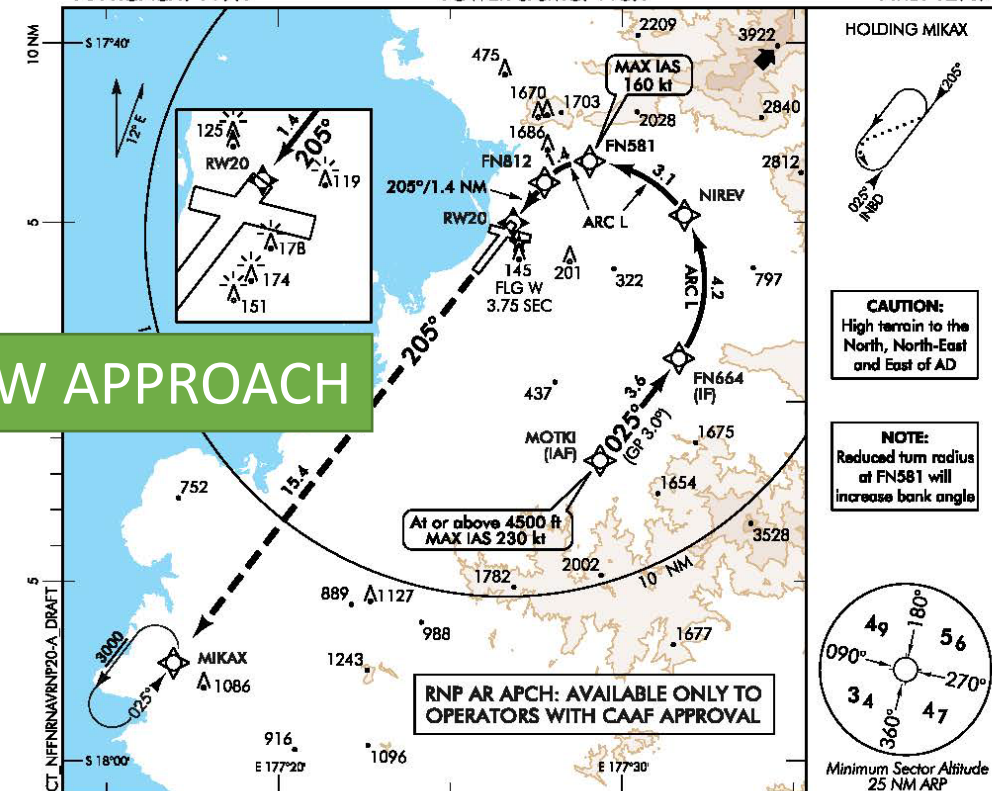 10 NM
S 17°40'
12° E
125
1.4
205°
RW20
119
178
174
151
475
2209
3922
MAX IAS
160 kt
1670
1703
2028
2840
1686
FN581
2812
FN812
.4
3.1
205°/1.4 NM
NIREV
RW20
5
ARC L
145
FLG W
3.75 SEC
201
322
797
ARC L
4.2
205°
W APPROACH
FN664
(IF)
437
3.6
025°
(GP 3.0°)
MOTKI
(IAF)
1675
15.4
752
1654
At or above 4500 ft
MAX IAS 230 kt
3528
2002
10 NM
1782
5
889
1127
988
1677
3000
MIKAX
025°
1086
1243
RNP AR APCH: AVAILABLE ONLY TO
OPERATORS WITH CAAF APPROVAL
916
1096
S 18°00'
E 177°20'
E 177°30'
CT_NFFNRNAVRNP20-A_DRAFT
HOLDING MIKAX
205°
025°
INBD
CAUTION:
High terrain to the
North, North-East
and East of AD
NOTE:
Reduced turn radius
at FN581 will
increase bank angle
180°
49
56
090°
270°
34
47
360°
Minimum Sector Altitude
25 NM ARP